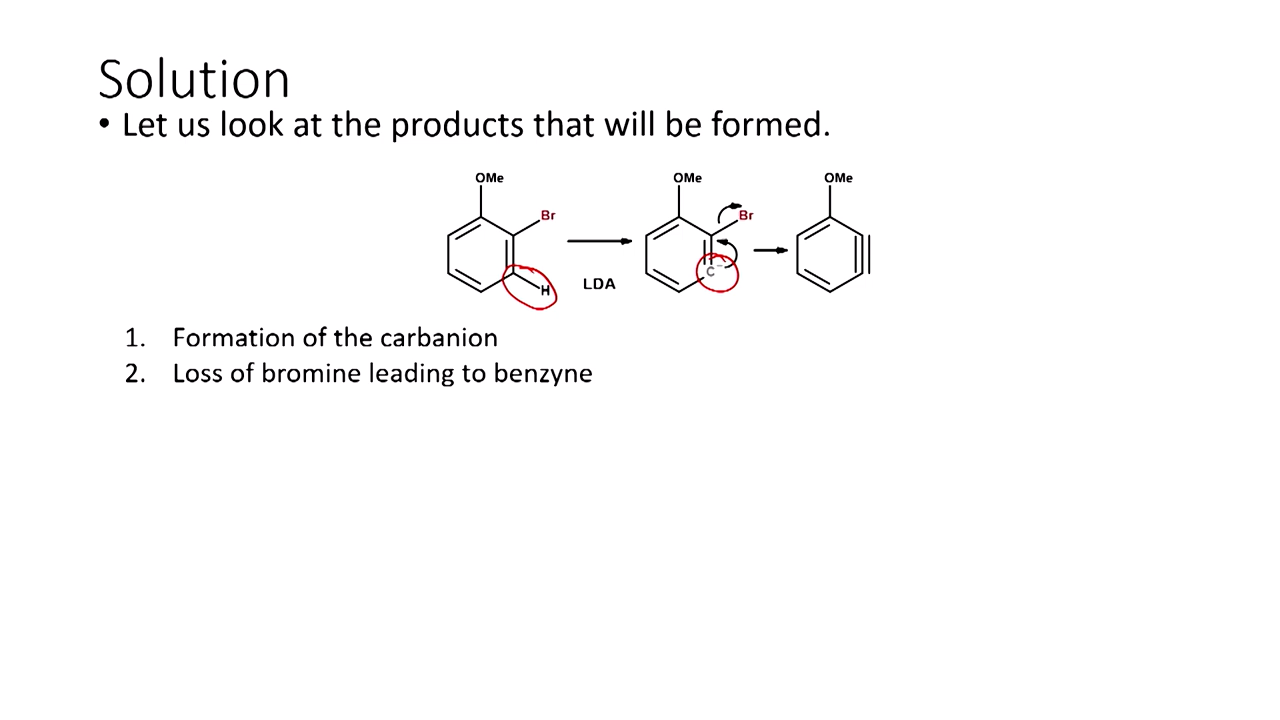 Solution
• Let us look at the products that will be formed.
OMe OMe OMe
Br Br
H LDA C⁻
1. Formation of the carbanion
2. Loss of bromine leading to benzyne